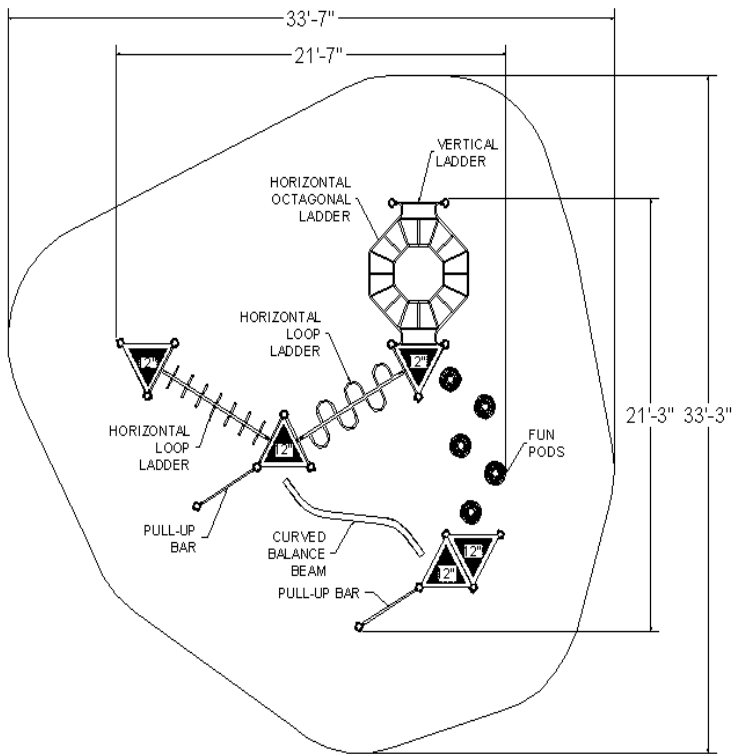 33'-7"
21'-7"
VERTICAL
LADDER
HORIZONTAL
OCTAGONAL
LADDER
HORIZONTAL
LOOP
LADDER
12"
12"
12"
HORIZONTAL
LOOP
LADDER
21'-3"
33'-3"
FUN
PODS
PULL-UP
BAR
CURVED
BALANCE
BEAM
12"
12"
PULL-UP BAR